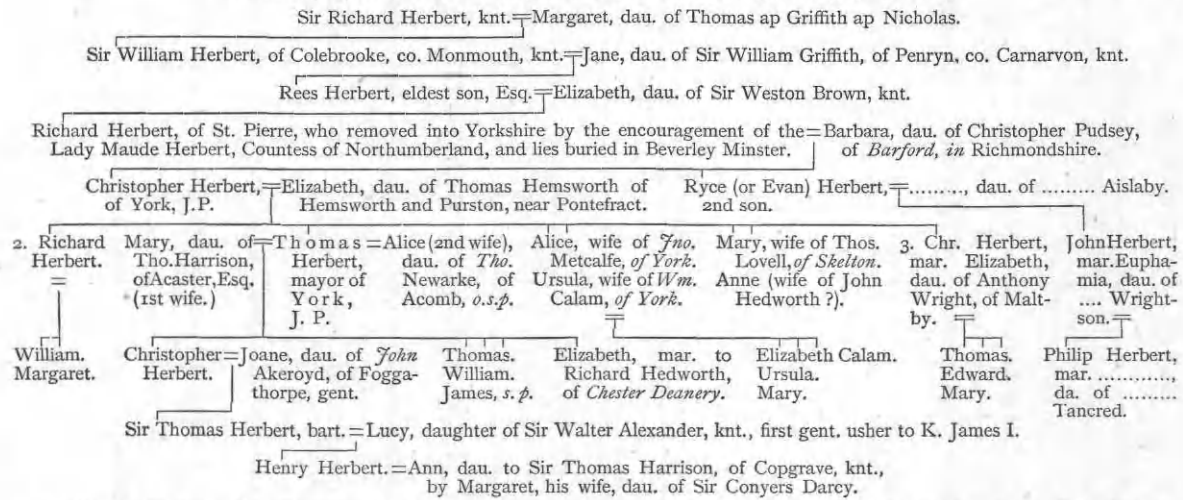 Sir Richard Herbert, knt.=Margaret, dau. of Thomas ap Griffith ap Nicholas.
Sir William Herbert, of Colebrooke, co. Monmouth, knt.=Jane, dau. of Sir William Griffith, of Penryn, co. Carnarvon, knt.
Rees Herbert, eldest son, Esq.=Elizabeth, dau. of Sir Weston Brown, knt.
Richard Herbert, of St. Pierre, who removed into Yorkshire by the encouragement of the
Lady Maude Herbert, Countess of Northumberland, and lies buried in Beverley Minster.
=Barbara, dau. of Christopher Pudsey,
of Barford, in Richmondshire.
Christopher Herbert,
of York, J.P.
=Elizabeth, dau. of Thomas Hemsworth of
Hemsworth and Purston, near Pontefract.
Ryce (or Evan) Herbert,
2nd son.
=........., dau. of ......... Aislaby.
2. Richard
Herbert.
=
Mary, dau. of
Tho. Harrison,
of Acaster, Esq.
(1st wife.)
=Thomas
Herbert,
mayor of
York,
J. P.
=Alice (2nd wife),
dau. of Tho.
Newarke, of
Acomb, o.s.p.
Alice, wife of Jno.
Metcalfe, of York.
Ursula, wife of Wm.
Calam, of York.
=
Mary, wife of Thos.
Lovell, of Skelton.
Anne (wife of John
Hedworth ?).
3. Chr. Herbert,
mar. Elizabeth,
dau. of Anthony
Wright, of Malt-
by. =
John Herbert,
mar. Eupha-
mia, dau. of
.... Wright-
son. =
William.
Margaret.
Christopher
Herbert.
=Joane, dau. of John
Akeroyd, of Fogga-
thorpe, gent.
Thomas.
William.
James, s. p.
Elizabeth, mar. to
Richard Hedworth,
of Chester Deanery.
Elizabeth Calam.
Ursula.
Mary.
Thomas.
Edward.
Mary.
Philip Herbert,
mar. ............,
da. of .........
Tancred.
Sir Thomas Herbert, bart.=Lucy, daughter of Sir Walter Alexander, knt., first gent. usher to K. James I.
Henry Herbert.=Ann, dau. to Sir Thomas Harrison, of Copgrave, knt.,
by Margaret, his wife, dau. of Sir Conyers Darcy.